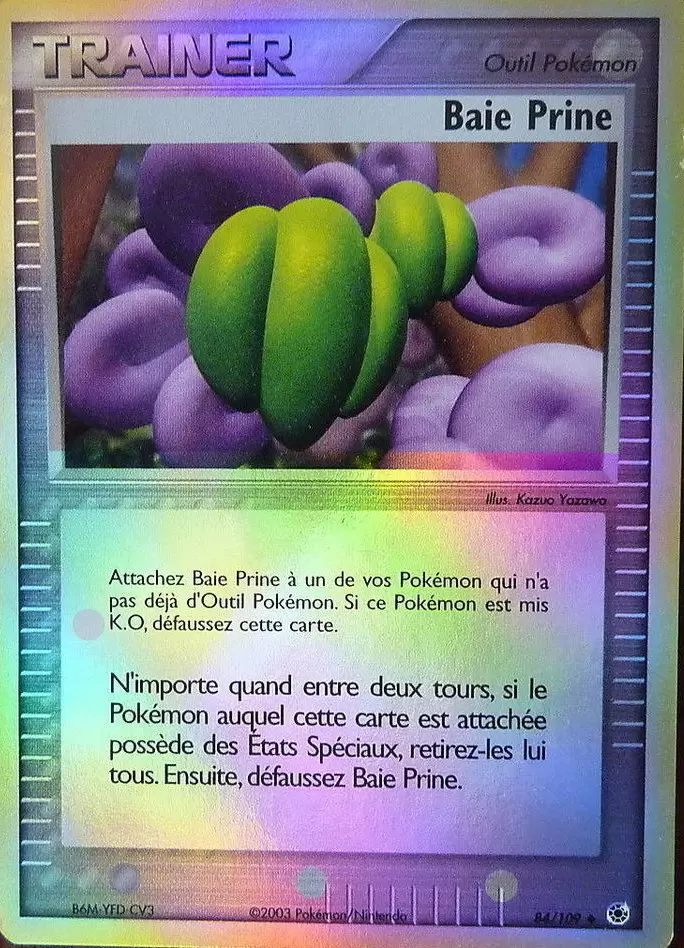 TRAINER
Outil Pokémon
Baie Prine
Illus. Kazuo Yazawa
Attachez Baie Prine à un de vos Pokémon qui n'a
pas déjà d'Outil Pokémon. Si ce Pokémon est mis
K.O, défaussez cette carte.
N'importe quand entre deux tours, si le
Pokémon auquel cette carte est attachée
possède des États Spéciaux, retirez-les lui
tous. Ensuite, défaussez Baie Prine.
B6M-YFD CV3
©2003 Pokémon/Nintendo
84/109